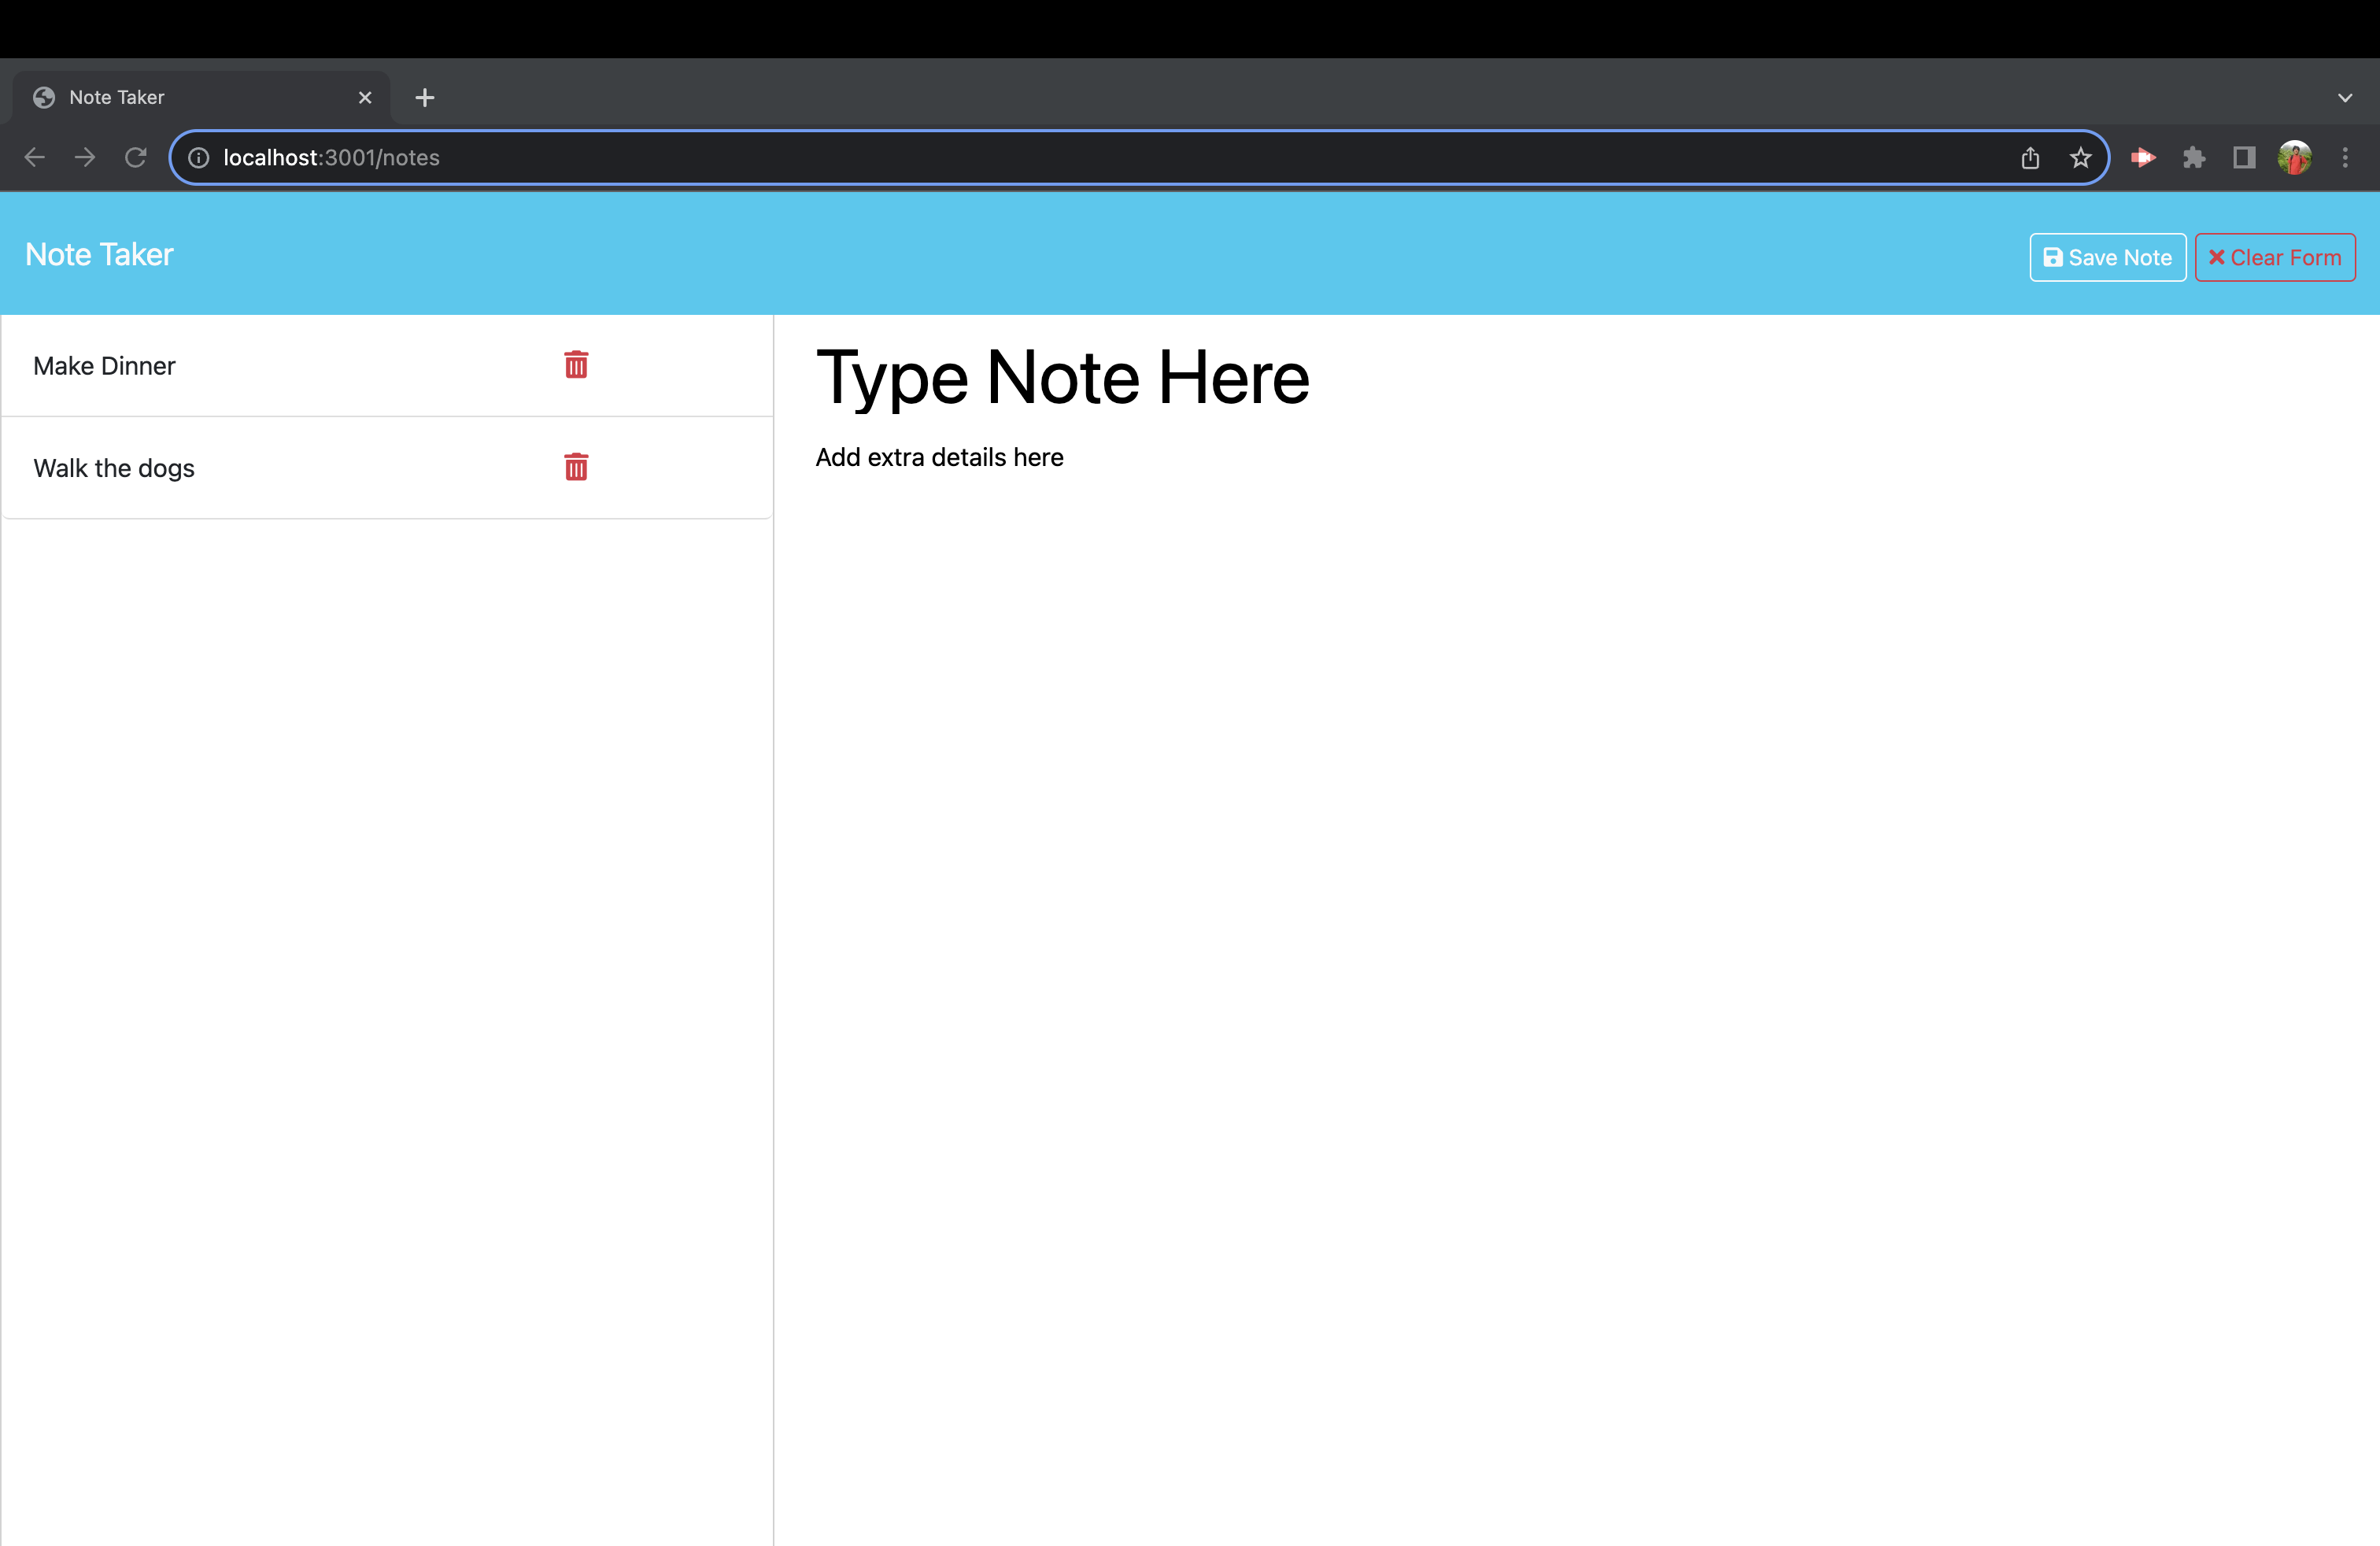 Note Taker
localhost:3001/notes
Note Taker
Save Note
Clear Form
Make Dinner
Walk the dogs
Type Note Here
Add extra details here